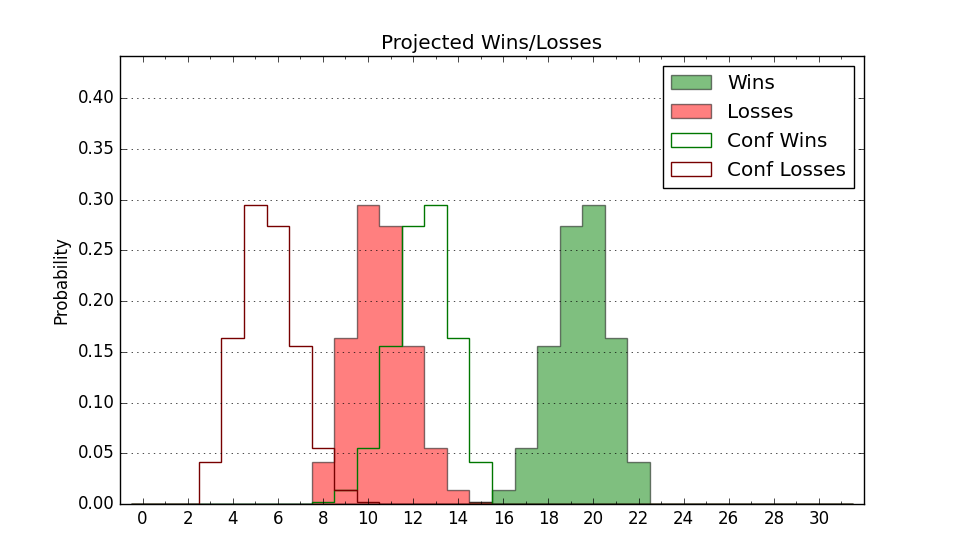 Projected Wins/Losses
Wins
Losses
Conf Wins
Conf Losses
Probability
0.40
0.35
0.30
0.25
0.20
0.15
0.10
0.05
0.00
0 2 4 6 8 10 12 14 16 18 20 22 24 26 28 30